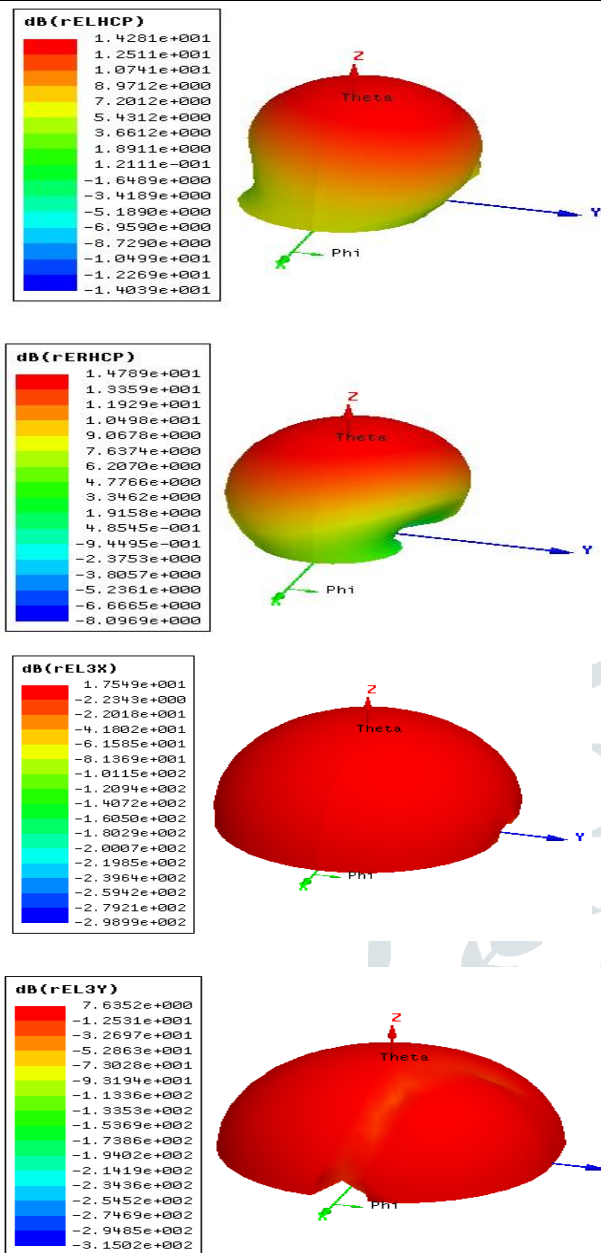 dB(rELHCP)
1.4281e+001
1.2511e+001
1.0741e+001
8.9712e+000
7.2012e+000
5.4312e+000
3.6612e+000
1.8911e+000
1.2111e-001
-1.6489e+000
-3.4189e+000
-5.1890e+000
-6.9590e+000
-8.7290e+000
-1.0499e+001
-1.2269e+001
-1.4039e+001
Z
Theta
Y
Phi
dB(rERHCP)
1.4789e+001
1.3359e+001
1.1929e+001
1.0498e+001
9.0678e+000
7.6374e+000
6.2070e+000
4.7766e+000
3.3462e+000
1.9158e+000
4.8545e-001
-9.4495e-001
-2.3753e+000
-3.8057e+000
-5.2361e+000
-6.6665e+000
-8.0969e+000
Z
Theta
Y
Phi
dB(rEL3X)
1.7549e+001
-2.2343e+000
-2.2018e+001
-4.1802e+001
-6.1585e+001
-8.1369e+001
-1.0115e+002
-1.2094e+002
-1.4072e+002
-1.6050e+002
-1.8029e+002
-2.0007e+002
-2.1985e+002
-2.3964e+002
-2.5942e+002
-2.7921e+002
-2.9899e+002
Z
Theta
Y
Phi
dB(rEL3Y)
7.6352e+000
-1.2531e+001
-3.2697e+001
-5.2863e+001
-7.3028e+001
-9.3194e+001
-1.1336e+002
-1.3353e+002
-1.5369e+002
-1.7386e+002
-1.9402e+002
-2.1419e+002
-2.3436e+002
-2.5452e+002
-2.7469e+002
-2.9485e+002
-3.1502e+002
Z
Theta
Phi